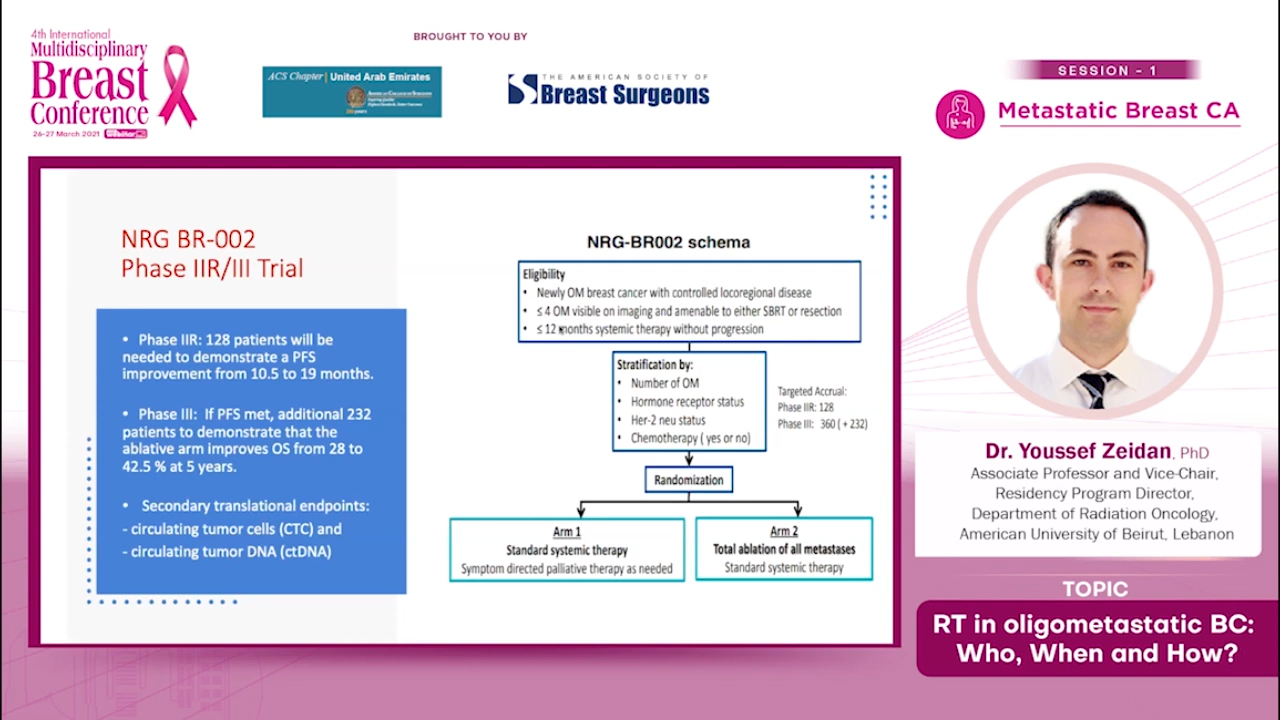 4th International
Multidisciplinary
Breast
Conference
26-27 March 2021
BROUGHT TO YOU BY
ACS Chapter | United Arab Emirates
AMERICAN COLLEGE OF SURGEONS
THE AMERICAN SOCIETY OF
Breast Surgeons
SESSION - 1
Metastatic Breast CA
NRG BR-002
Phase IIR/III Trial
• Phase IIR: 128 patients will be
needed to demonstrate a PFS
improvement from 10.5 to 19 months.
• Phase III: If PFS met, additional 232
patients to demonstrate that the
ablative arm improves OS from 28 to
42.5 % at 5 years.
• Secondary translational endpoints:
- circulating tumor cells (CTC) and
- circulating tumor DNA (ctDNA)
NRG-BR002 schema
Eligibility
• Newly OM breast cancer with controlled locoregional disease
• ≤ 4 OM visible on imaging and amenable to either SBRT or resection
• ≤ 12 months systemic therapy without progression
Stratification by:
• Number of OM
• Hormone receptor status
• Her-2 neu status
• Chemotherapy ( yes or no)
Targeted Accrual:
Phase IIR: 128
Phase III: 360 ( + 232)
Randomization
Arm 1
Standard systemic therapy
Symptom directed palliative therapy as needed
Arm 2
Total ablation of all metastases
Standard systemic therapy
Dr. Youssef Zeidan, PhD
Associate Professor and Vice-Chair,
Residency Program Director,
Department of Radiation Oncology,
American University of Beirut, Lebanon
TOPIC
RT in oligometastatic BC:
Who, When and How?